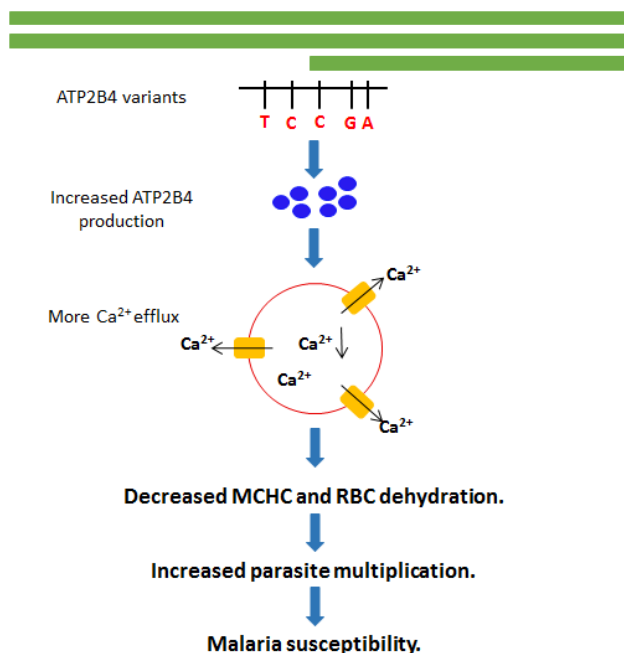 ATP2B4 variants
T C C G A
Increased ATP2B4
production
Ca²⁺
More Ca²⁺ efflux
Ca²⁺ Ca²⁺
Ca²⁺
Ca²⁺
Decreased MCHC and RBC dehydration.
Increased parasite multiplication.
Malaria susceptibility.